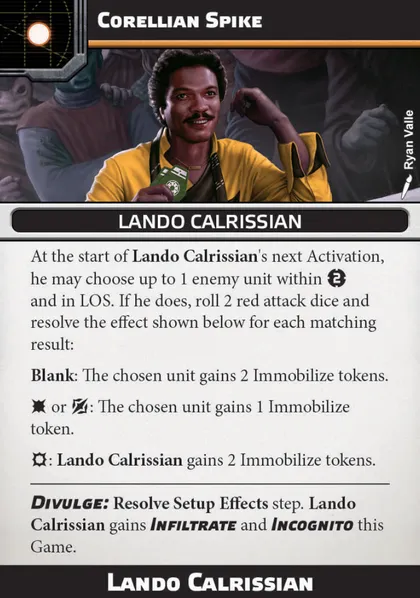 CORELLIAN SPIKE
Ryan Valle
LANDO CALRISSIAN
At the start of Lando Calrissian's next Activation,
he may choose up to 1 enemy unit within 2
and in LOS. If he does, roll 2 red attack dice and
resolve the effect shown below for each matching
result:
Blank: The chosen unit gains 2 Immobilize tokens.
or : The chosen unit gains 1 Immobilize
token.
: Lando Calrissian gains 2 Immobilize tokens.
DIVULGE: Resolve Setup Effects step. Lando
Calrissian gains INFILTRATE and INCOGNITO this
Game.
LANDO CALRISSIAN